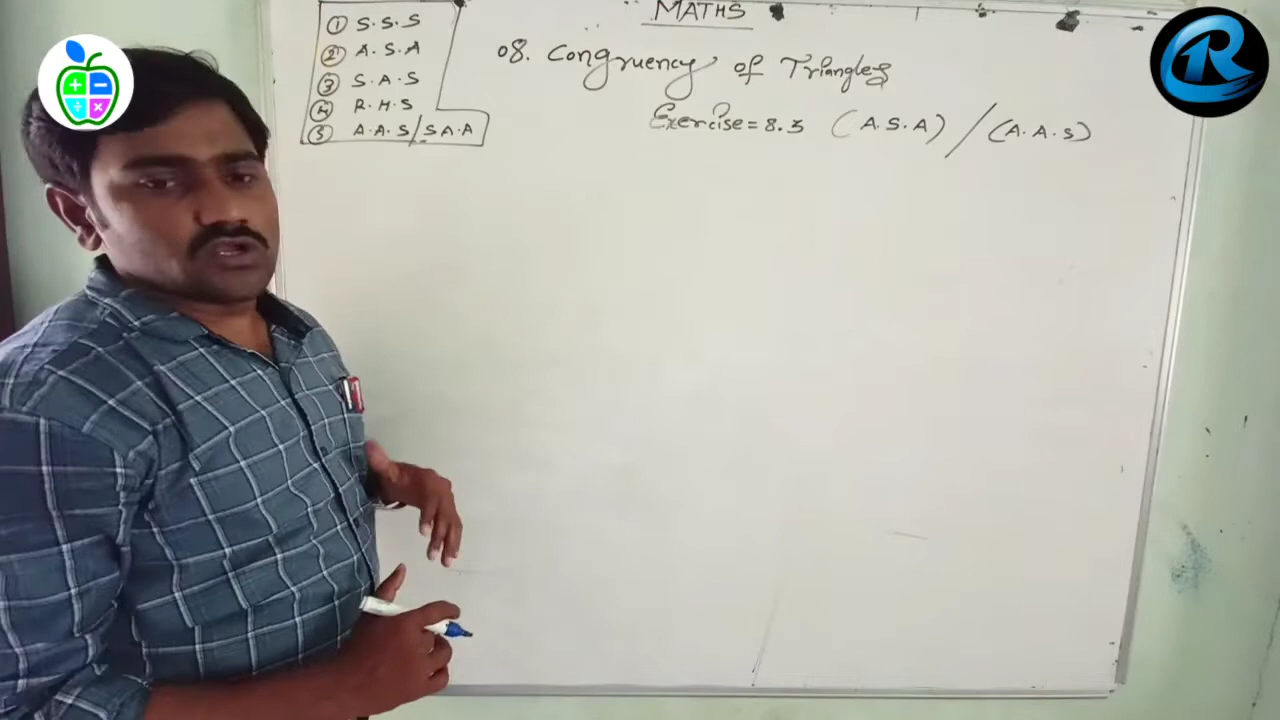 MATHS
① S.S.S
② A.S.A
③ S.A.S
④ R.H.S
⑤ A.A.S/S.A.A
08. Congruency of Triangles
Exercise = 8.3 (A.S.A) / (A.A.S)
R